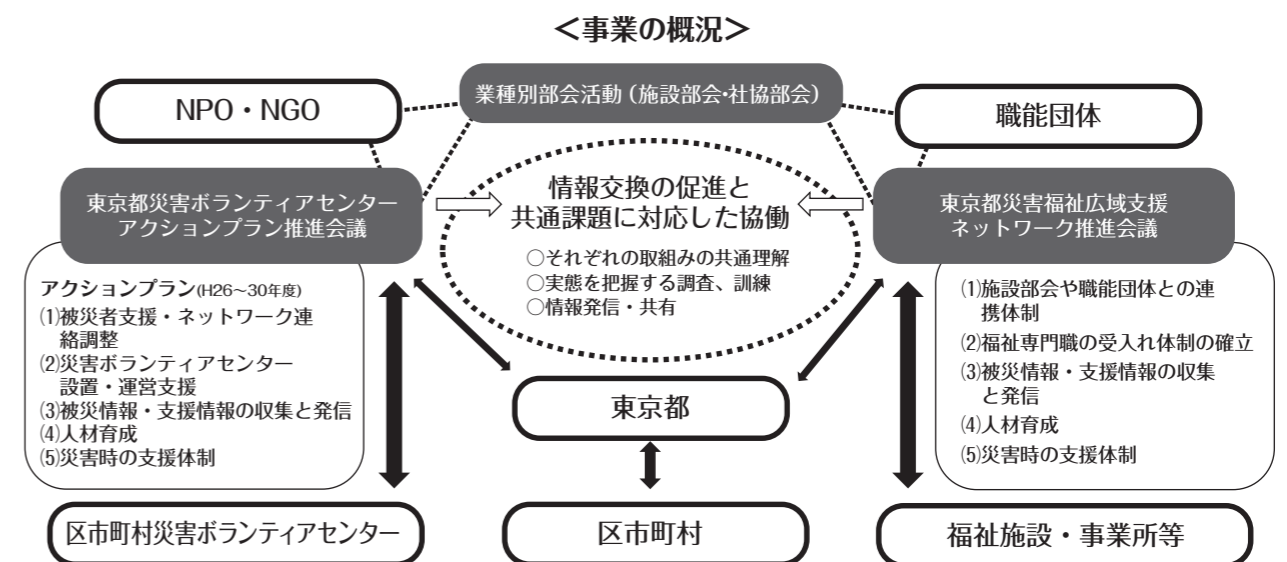 ＜事業の概況＞
業種別部会活動（施設部会・社協部会）
NPO・NGO
職能団体
東京都災害ボランティアセンター
アクションプラン推進会議
情報交換の促進と
共通課題に対応した協働
○それぞれの取組みの共通理解
○実態を把握する調査、訓練
○情報発信・共有
東京都災害福祉広域支援
ネットワーク推進会議
アクションプラン(H26～30年度)
⑴被災者支援・ネットワーク連
絡調整
⑵災害ボランティアセンター
設置・運営支援
⑶被災情報・支援情報の収集と発信
⑷人材育成
⑸災害時の支援体制
⑴施設部会や職能団体との連
携体制
⑵福祉専門職の受入れ体制の確立
⑶被災情報・支援情報の収集
と発信
⑷人材育成
⑸災害時の支援体制
東京都
区市町村災害ボランティアセンター
区市町村
福祉施設・事業所等